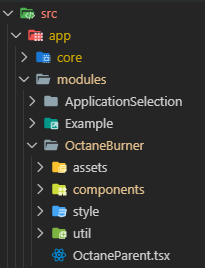 src
app
core
modules
ApplicationSelection
Example
OctaneBurner
assets
components
style
util
OctaneParent.tsx